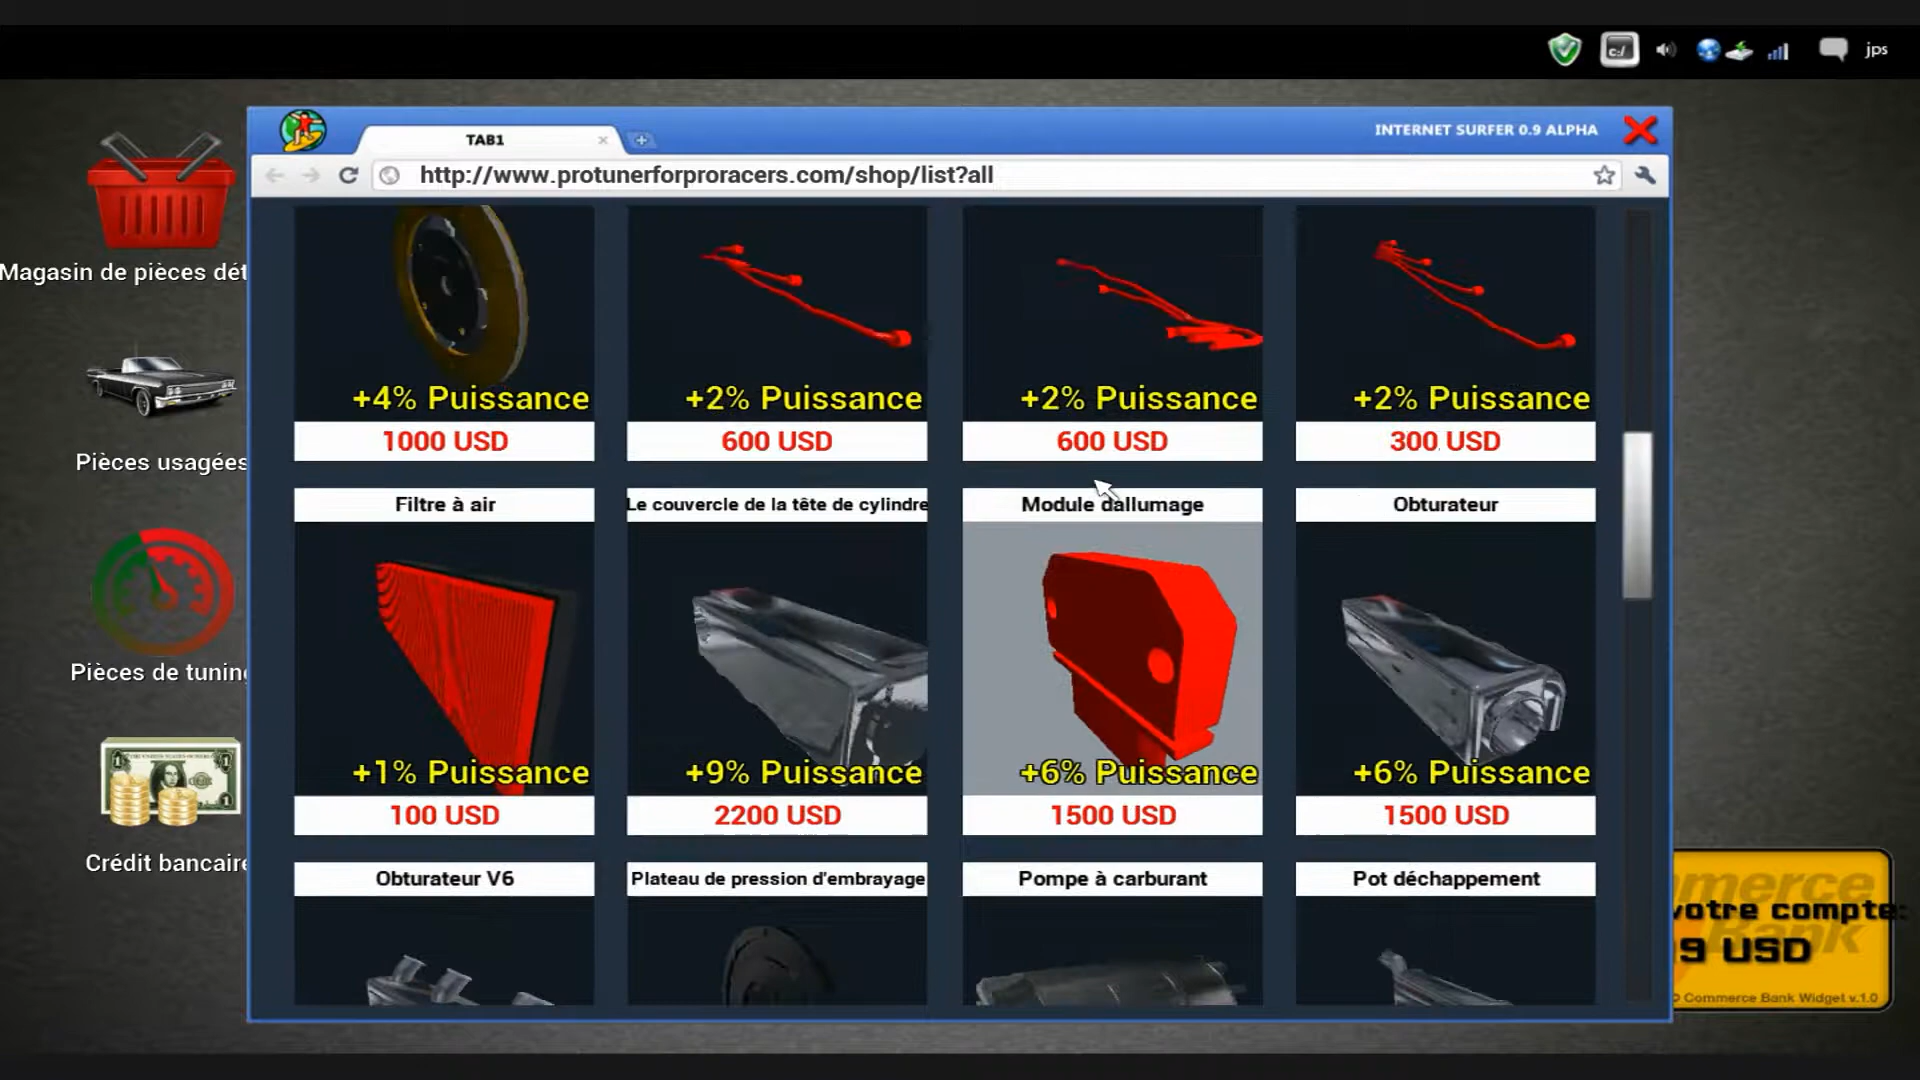 jps
TAB1
INTERNET SURFER 0.9 ALPHA
http://www.protunerforproracers.com/shop/list?all
Magasin de pièces dét
Pièces usagées
Pièces de tuning
Crédit bancaire
+4% Puissance
+2% Puissance
+2% Puissance
+2% Puissance
1000 USD
600 USD
600 USD
300 USD
Filtre à air
Le couvercle de la tête de cylindre
Module dallumage
Obturateur
+1% Puissance
+9% Puissance
+6% Puissance
+6% Puissance
100 USD
2200 USD
1500 USD
1500 USD
Obturateur V6
Plateau de pression d'embrayage
Pompe à carburant
Pot déchappement
mmerce
votre compte:
Bank
9 USD
Commerce Bank Widget v.1.0